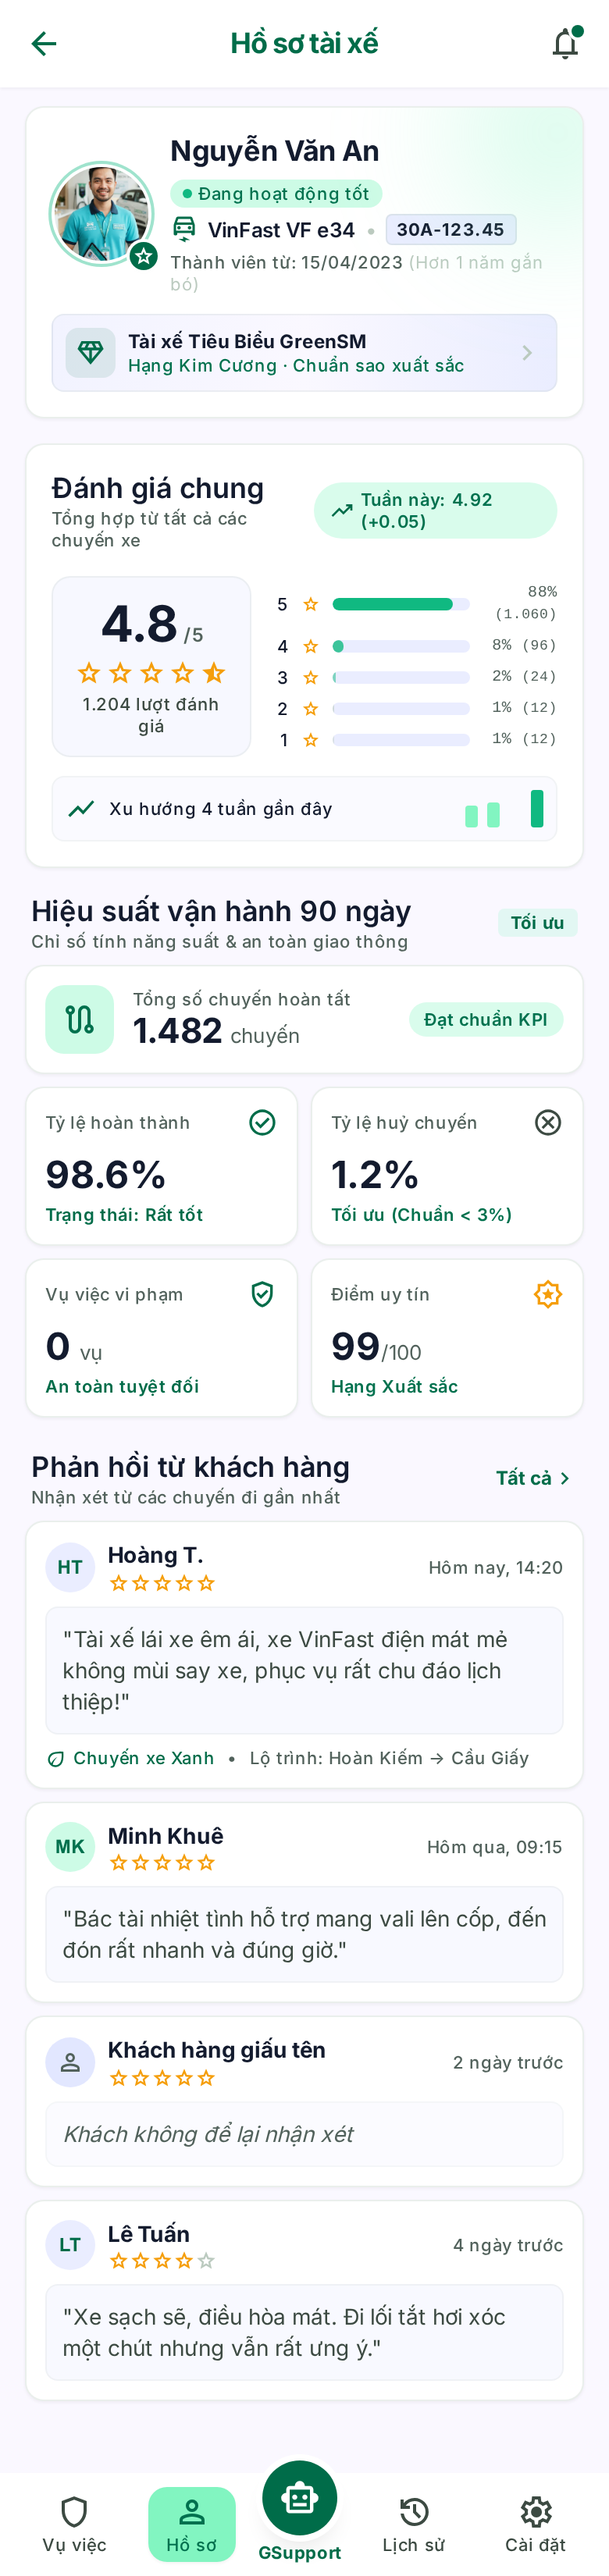 Hồ sơ tài xế
Nguyễn Văn An
Đang hoạt động tốt
VinFast VF e34 • 30A-123.45
Thành viên từ: 15/04/2023 (Hơn 1 năm gắn
bó)
Tài xế Tiêu Biểu GreenSM
Hạng Kim Cương · Chuẩn sao xuất sắc
Đánh giá chung
Tổng hợp từ tất cả các
chuyến xe
Tuần này: 4.92
(+0.05)
4.8 /5
1.204 lượt đánh
giá
5 88%
(1.060)
4 8% (96)
3 2% (24)
2 1% (12)
1 1% (12)
Xu hướng 4 tuần gần đây
Hiệu suất vận hành 90 ngày
Chỉ số tính năng suất & an toàn giao thông
Tối ưu
Tổng số chuyến hoàn tất
1.482 chuyến
Đạt chuẩn KPI
Tỷ lệ hoàn thành
98.6%
Trạng thái: Rất tốt
Tỷ lệ huỷ chuyến
1.2%
Tối ưu (Chuẩn < 3%)
Vụ việc vi phạm
0 vụ
An toàn tuyệt đối
Điểm uy tín
99/100
Hạng Xuất sắc
Phản hồi từ khách hàng
Nhận xét từ các chuyến đi gần nhất
Tất cả
HT
Hoàng T.
Hôm nay, 14:20
"Tài xế lái xe êm ái, xe VinFast điện mát mẻ
không mùi say xe, phục vụ rất chu đáo lịch
thiệp!"
Chuyến xe Xanh • Lộ trình: Hoàn Kiếm → Cầu Giấy
MK
Minh Khuê
Hôm qua, 09:15
"Bác tài nhiệt tình hỗ trợ mang vali lên cốp, đến
đón rất nhanh và đúng giờ."
Khách hàng giấu tên
2 ngày trước
Khách không để lại nhận xét
LT
Lê Tuấn
4 ngày trước
"Xe sạch sẽ, điều hòa mát. Đi lối tắt hơi xóc
một chút nhưng vẫn rất ưng ý."
Vụ việc
Hồ sơ
GSupport
Lịch sử
Cài đặt